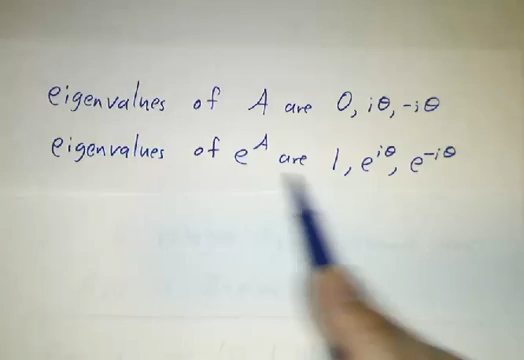 eigenvalues of A are 0, iθ, -iθ
eigenvalues of e^A are 1, e^{iθ}, e^{-iθ}